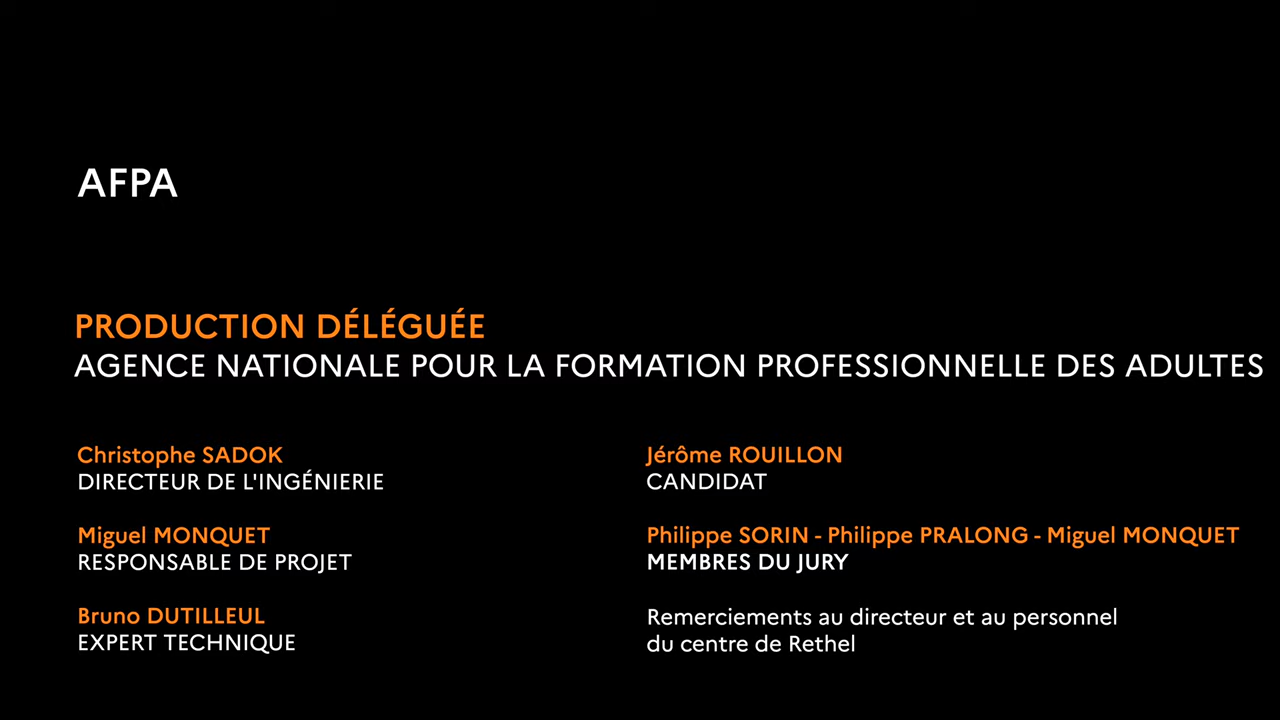 AFPA
PRODUCTION DÉLÉGUÉE
AGENCE NATIONALE POUR LA FORMATION PROFESSIONNELLE DES ADULTES
Christophe SADOK
DIRECTEUR DE L'INGÉNIERIE
Miguel MONQUET
RESPONSABLE DE PROJET
Bruno DUTILLEUL
EXPERT TECHNIQUE
Jérôme ROUILLON
CANDIDAT
Philippe SORIN - Philippe PRALONG - Miguel MONQUET
MEMBRES DU JURY
Remerciements au directeur et au personnel
du centre de Rethel